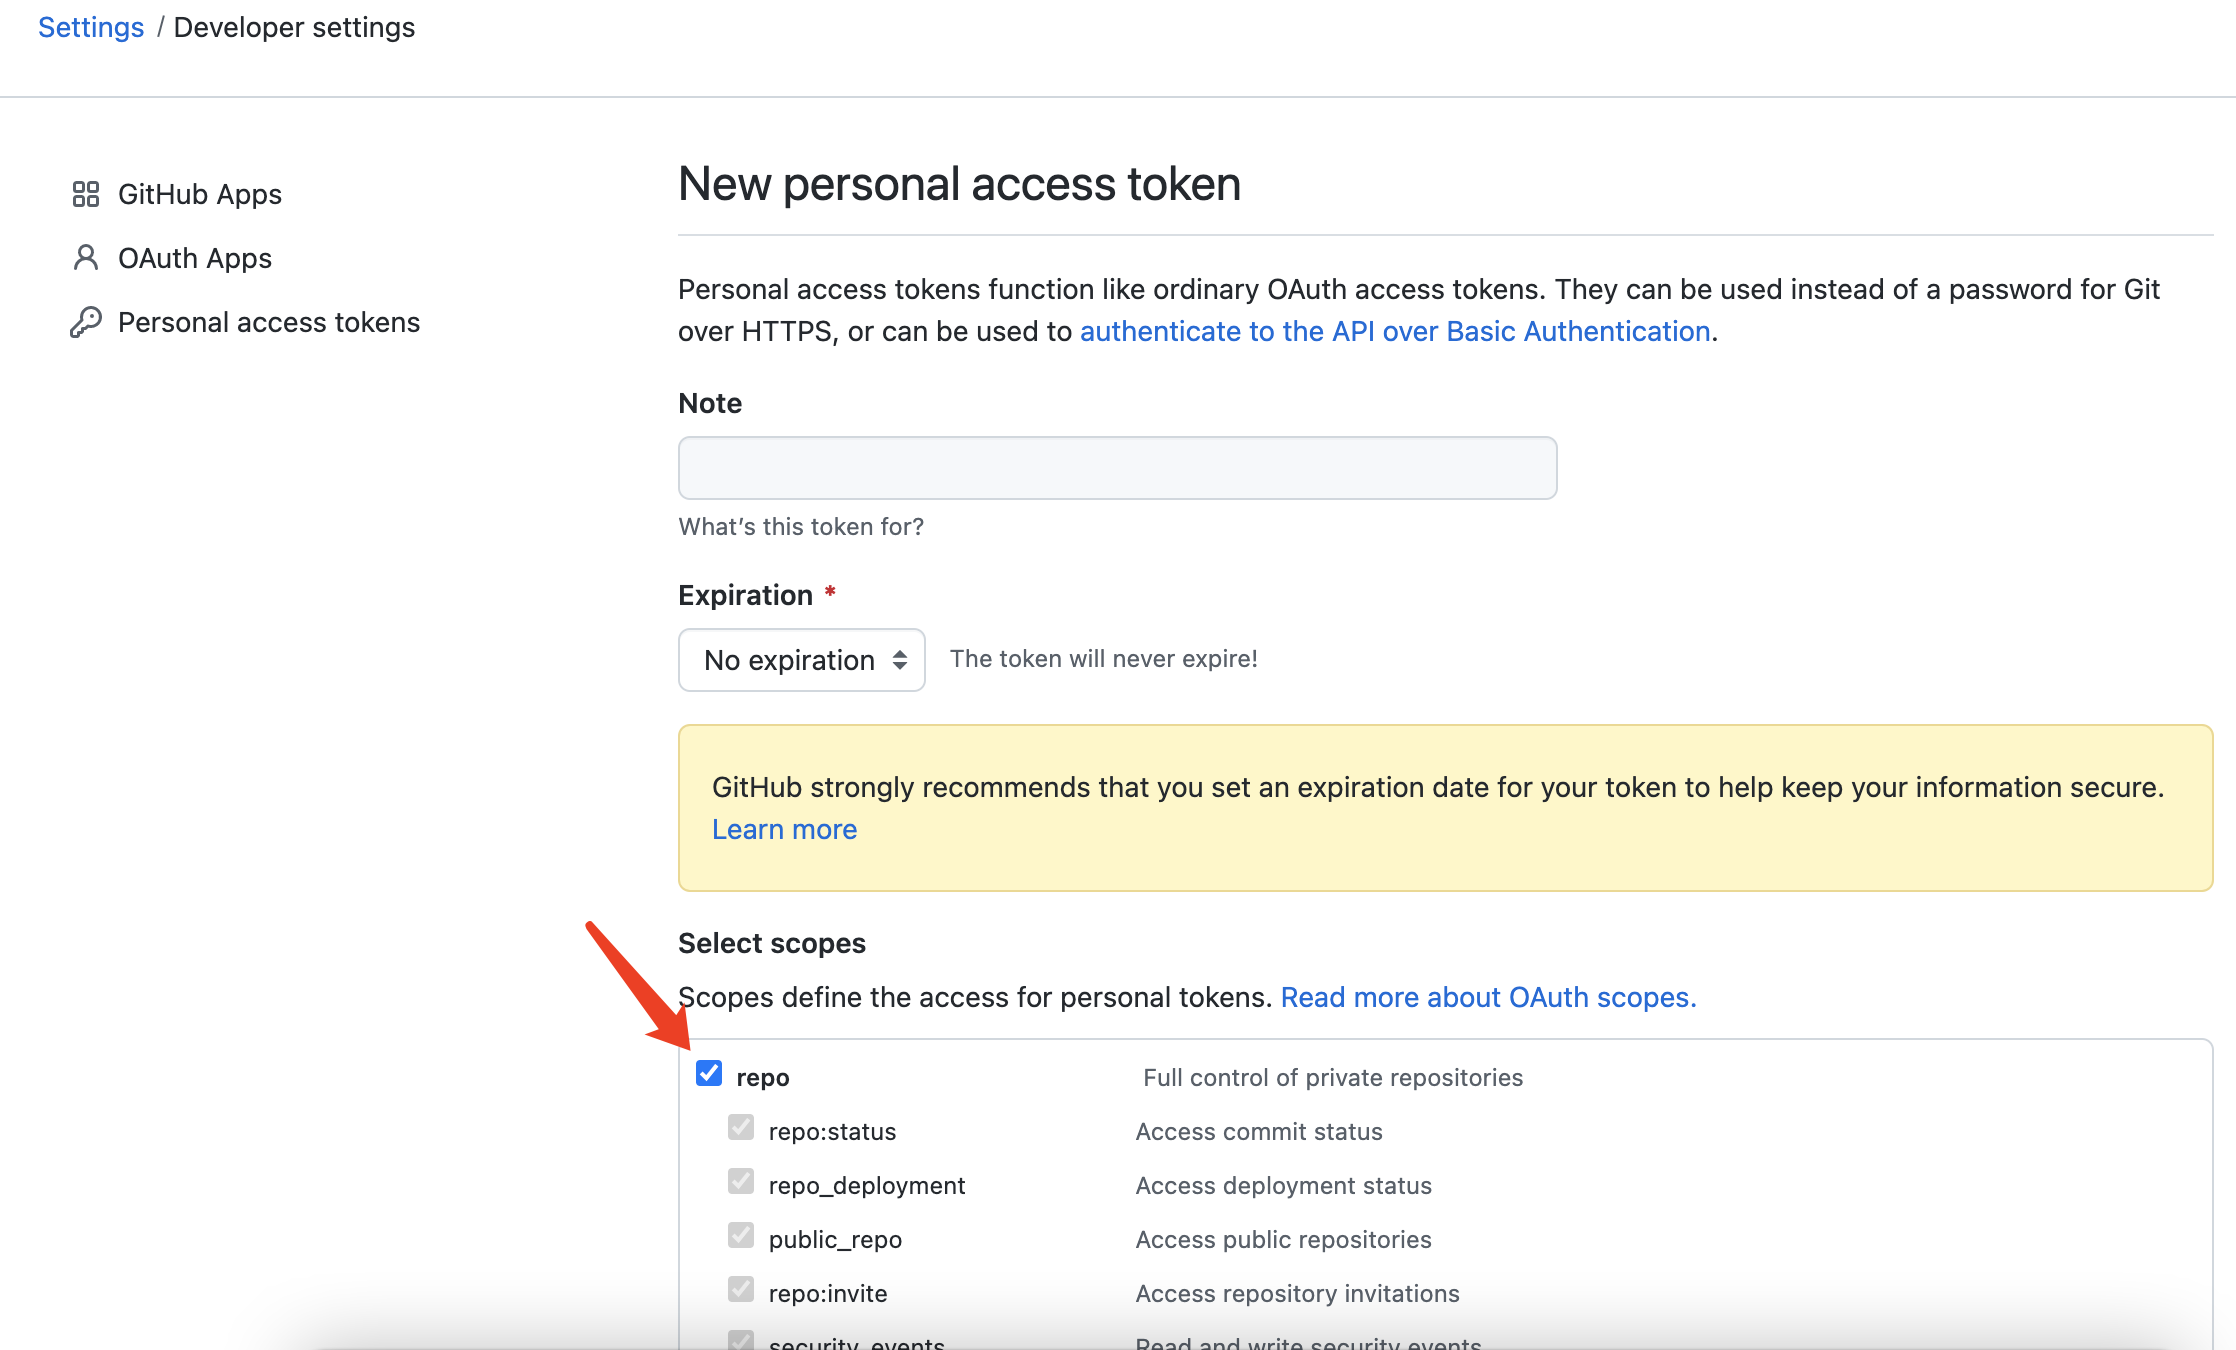 Settings / Developer settings
GitHub Apps
OAuth Apps
Personal access tokens
New personal access token
Personal access tokens function like ordinary OAuth access tokens. They can be used instead of a password for Git
over HTTPS, or can be used to authenticate to the API over Basic Authentication.
Note
What's this token for?
Expiration *
No expiration The token will never expire!
GitHub strongly recommends that you set an expiration date for your token to help keep your information secure.
Learn more
Select scopes
Scopes define the access for personal tokens. Read more about OAuth scopes.
repo Full control of private repositories
repo:status Access commit status
repo_deployment Access deployment status
public_repo Access public repositories
repo:invite Access repository invitations
security_events Read and write security events